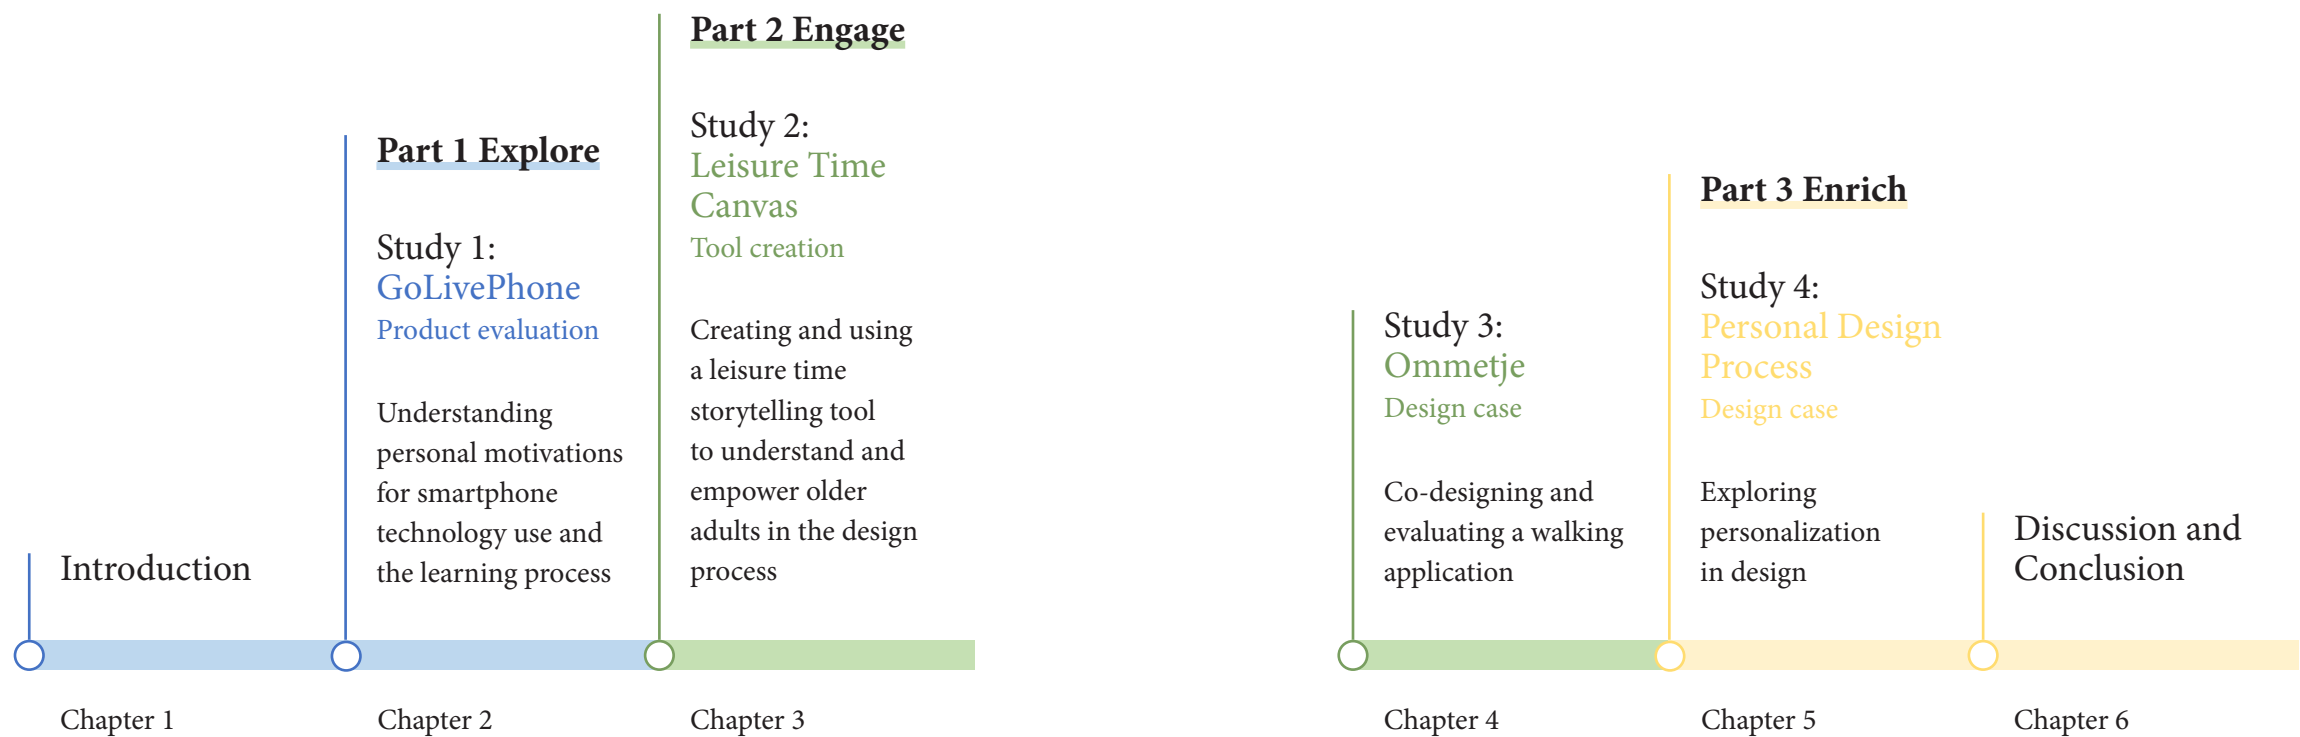 Introduction
Chapter 1
Part 1 Explore
Study 1:
GoLivePhone
Product evaluation
Understanding
personal motivations
for smartphone
technology use and
the learning process
Chapter 2
Part 2 Engage
Study 2:
Leisure Time
Canvas
Tool creation
Creating and using
a leisure time
storytelling tool
to understand and
empower older
adults in the design
process
Chapter 3
Study 3:
Ommetje
Design case
Co-designing and
evaluating a walking
application
Chapter 4
Part 3 Enrich
Study 4:
Personal Design
Process
Design case
Exploring
personalization
in design
Chapter 5
Discussion and
Conclusion
Chapter 6